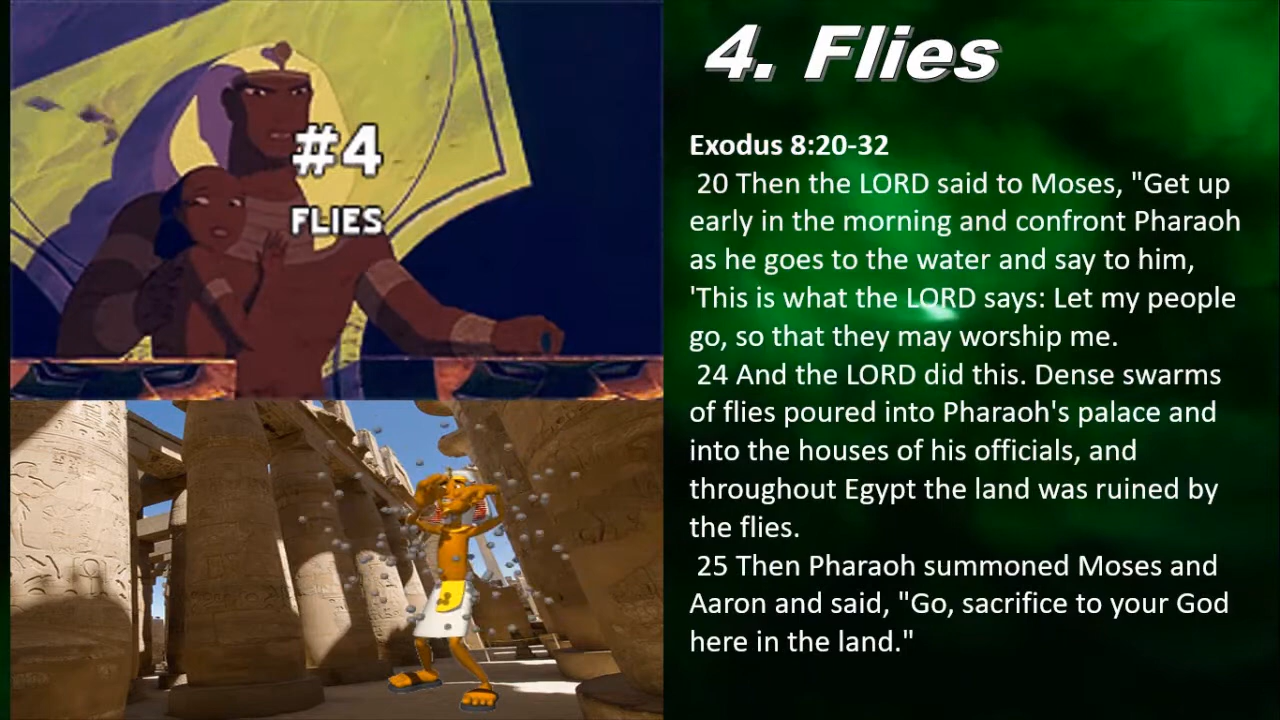 #4
FLIES
4. Flies
Exodus 8:20-32
20 Then the LORD said to Moses, "Get up
early in the morning and confront Pharaoh
as he goes to the water and say to him,
'This is what the LORD says: Let my people
go, so that they may worship me.
24 And the LORD did this. Dense swarms
of flies poured into Pharaoh's palace and
into the houses of his officials, and
throughout Egypt the land was ruined by
the flies.
25 Then Pharaoh summoned Moses and
Aaron and said, "Go, sacrifice to your God
here in the land."